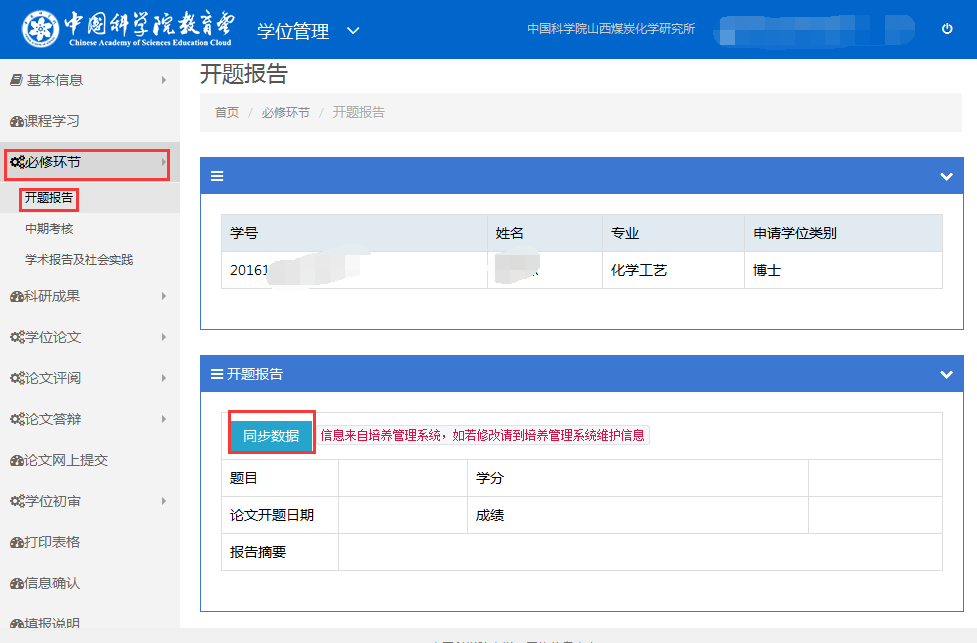 中国科学院教育云
Chinese Academy of Sciences Education Cloud
学位管理
中国科学院山西煤炭化学研究所
基本信息
课程学习
必修环节
开题报告
中期考核
学术报告及社会实践
科研成果
学位论文
论文评阅
论文答辩
论文网上提交
学位初审
打印表格
信息确认
填报说明
开题报告
首页 / 必修环节 / 开题报告
学号 姓名 专业 申请学位类别
20161 化学工艺 博士
开题报告
同步数据 信息来自培养管理系统，如若修改请到培养管理系统维护信息
题目 学分
论文开题日期 成绩
报告摘要